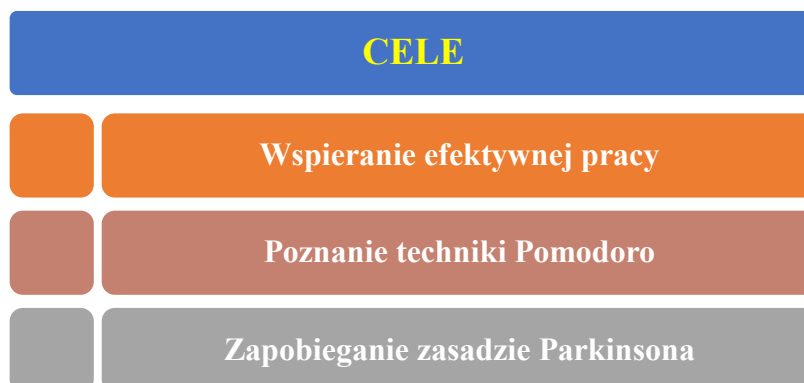 CELE
Wspieranie efektywnej pracy
Poznanie techniki Pomodoro
Zapobieganie zasadzie Parkinsona